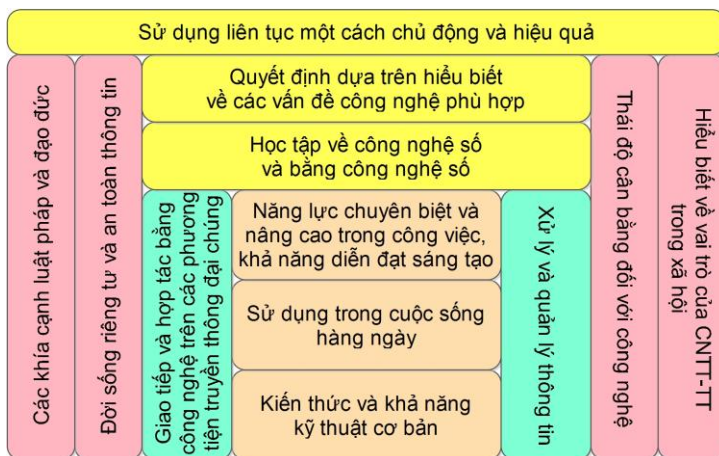 Sử dụng liên tục một cách chủ động và hiệu quả
Các khía cạnh luật pháp và đạo đức
Đời sống riêng tư và an toàn thông tin
Quyết định dựa trên hiểu biết
về các vấn đề công nghệ phù hợp
Học tập về công nghệ số
và bằng công nghệ số
Giao tiếp và hợp tác bằng
công nghệ trên các phương
tiện truyền thông đại chúng
Năng lực chuyên biệt và
nâng cao trong công việc,
khả năng diễn đạt sáng tạo
Sử dụng trong cuộc sống
hàng ngày
Kiến thức và khả năng
kỹ thuật cơ bản
Xử lý và quản lý thông tin
Thái độ cân bằng đối với công nghệ
Hiểu biết về vai trò của CNTT-TT
trong xã hội